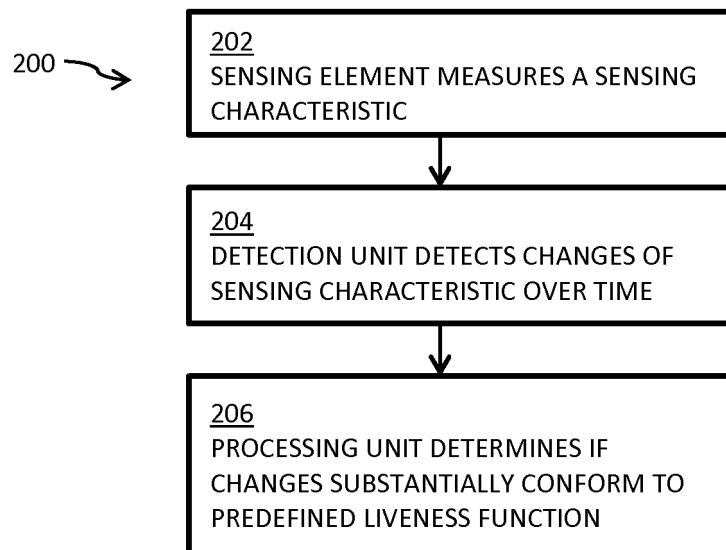 200
202
SENSING ELEMENT MEASURES A SENSING
CHARACTERISTIC
204
DETECTION UNIT DETECTS CHANGES OF
SENSING CHARACTERISTIC OVER TIME
206
PROCESSING UNIT DETERMINES IF
CHANGES SUBSTANTIALLY CONFORM TO
PREDEFINED LIVENESS FUNCTION